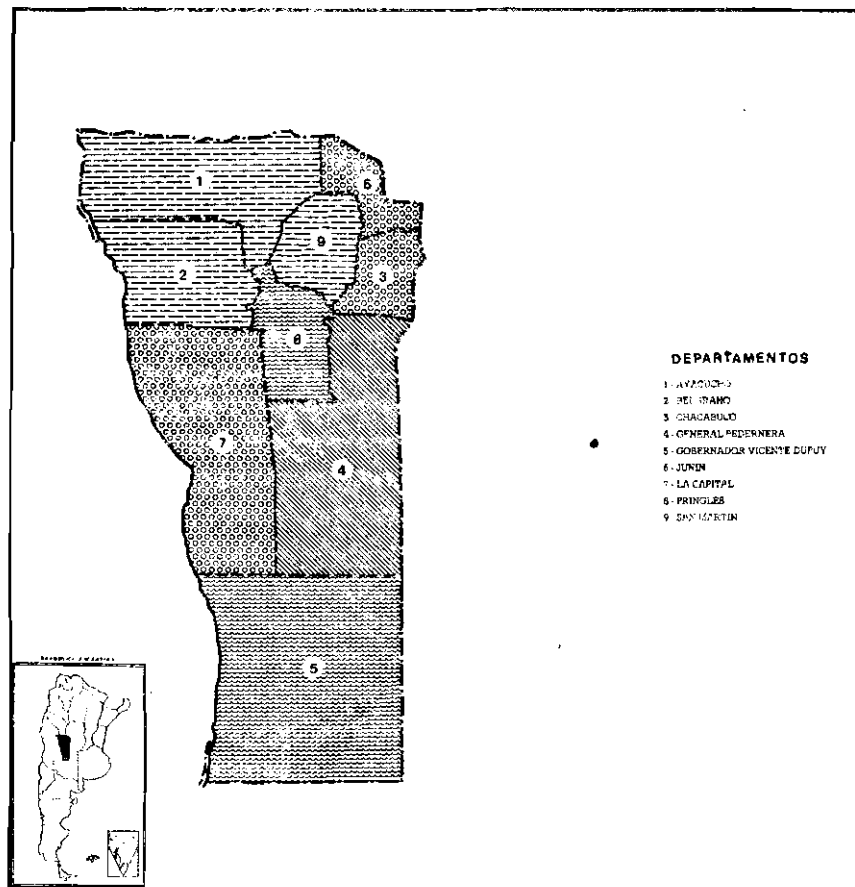 1
6
9
2
3
8
7
4
5
DEPARTAMENTOS
1 - AYACUCHO
2 BELGRANO
3 CHACABUCO
4 - GENERAL PEDERNERA
5 - GOBERNADOR VICENTE DUPUY
6 - JUNIN
7 - LA CAPITAL
8 - PRINGLES
9 SAN MARTIN